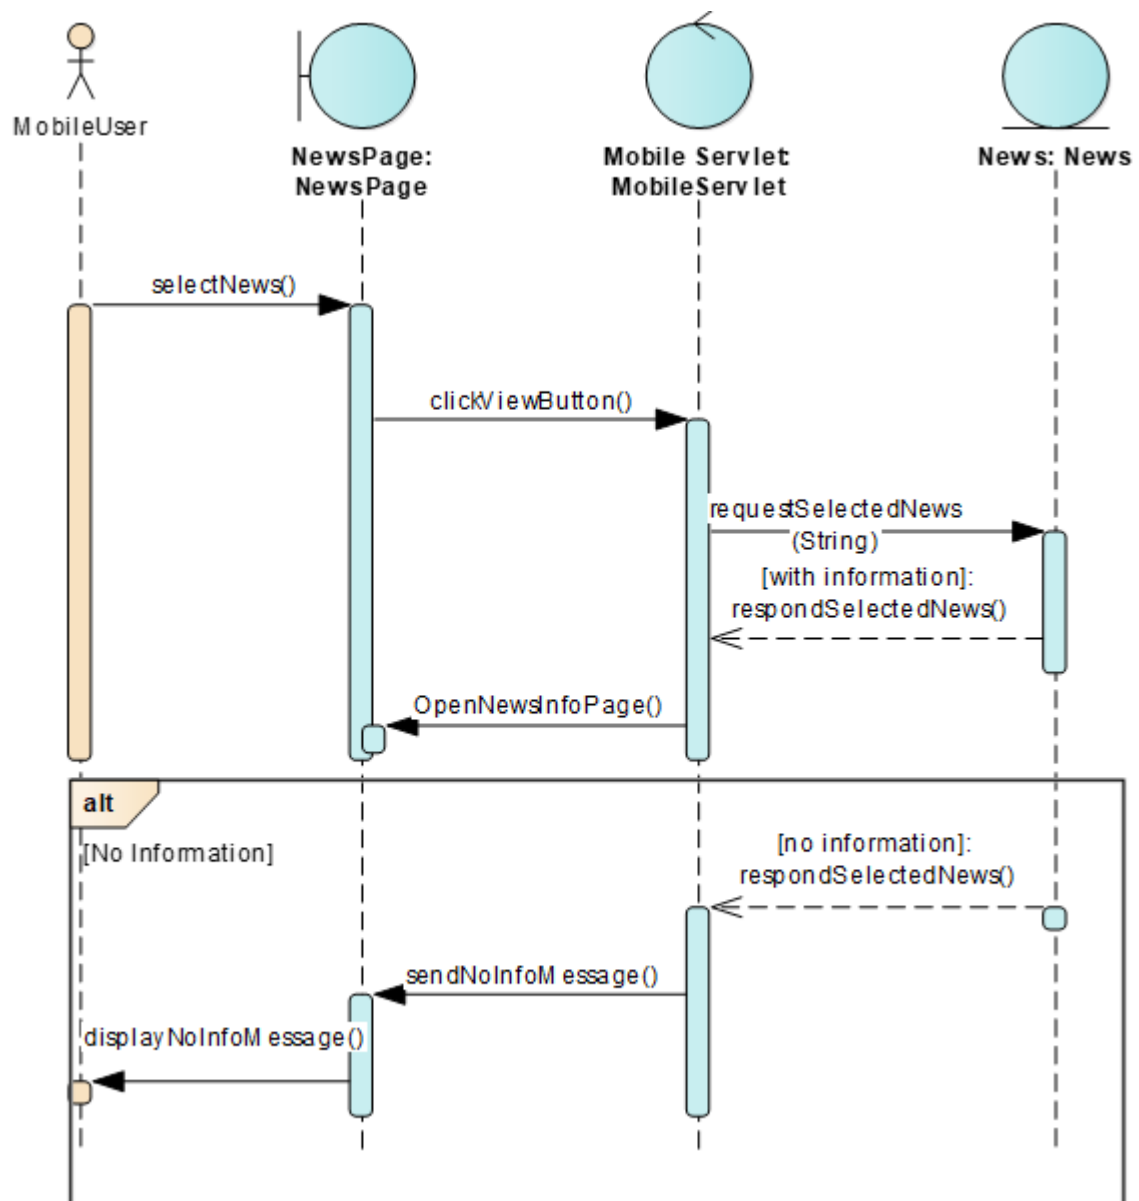 MobileUser
NewsPage:
NewsPage
Mobile Servlet:
MobileServlet
News: News
selectNews()
clickViewButton()
requestSelectedNews
(String)
[with information]:
respondSelectedNews()
OpenNewsInfoPage()
alt
[No Information]
[no information]:
respondSelectedNews()
sendNoInfoMessage()
displayNoInfoMessage()